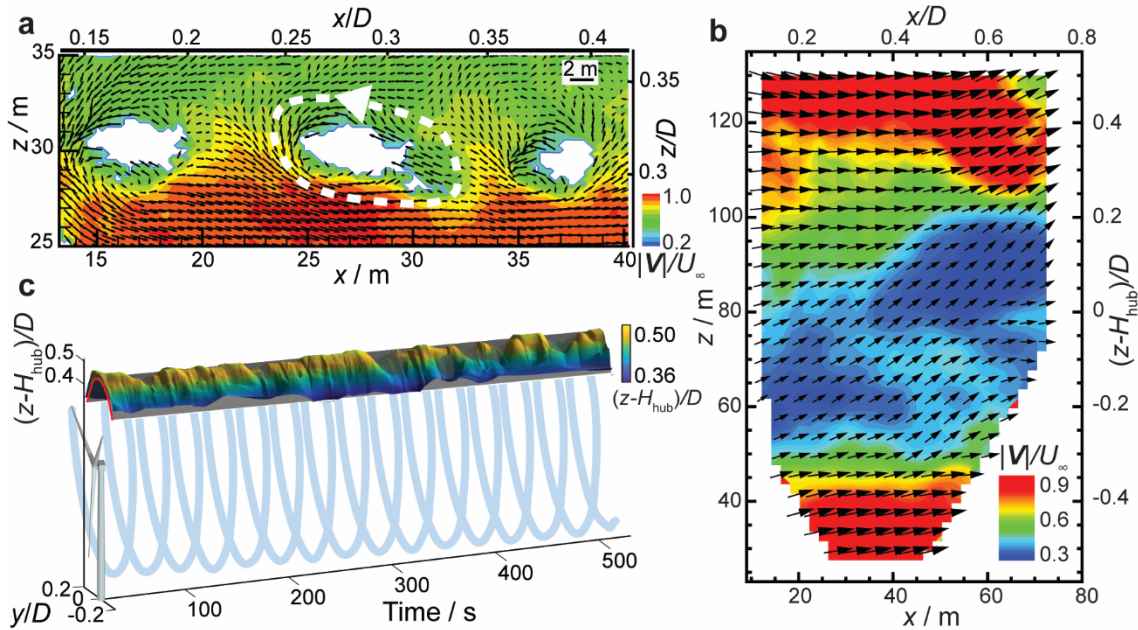 a
x/D
0.15 0.2 0.25 0.3 0.35 0.4
35
30
25
z / m
2 m
0.35
0.3
z/D
1.0
0.2
|V|/U∞
15 20 25 30 35 40
x / m
b
x/D
0.2 0.4 0.6 0.8
120
100
80
60
40
z / m
0.4
0.2
0
-0.2
-0.4
(z-Hhub)/D
|V|/U∞
0.9
0.6
0.3
20 40 60 80
x / m
c
(z-Hhub)/D
0.5
0.4
0.50
0.36
(z-Hhub)/D
0.2
-0.2
y/D
0
100
200
300
400
500
Time / s